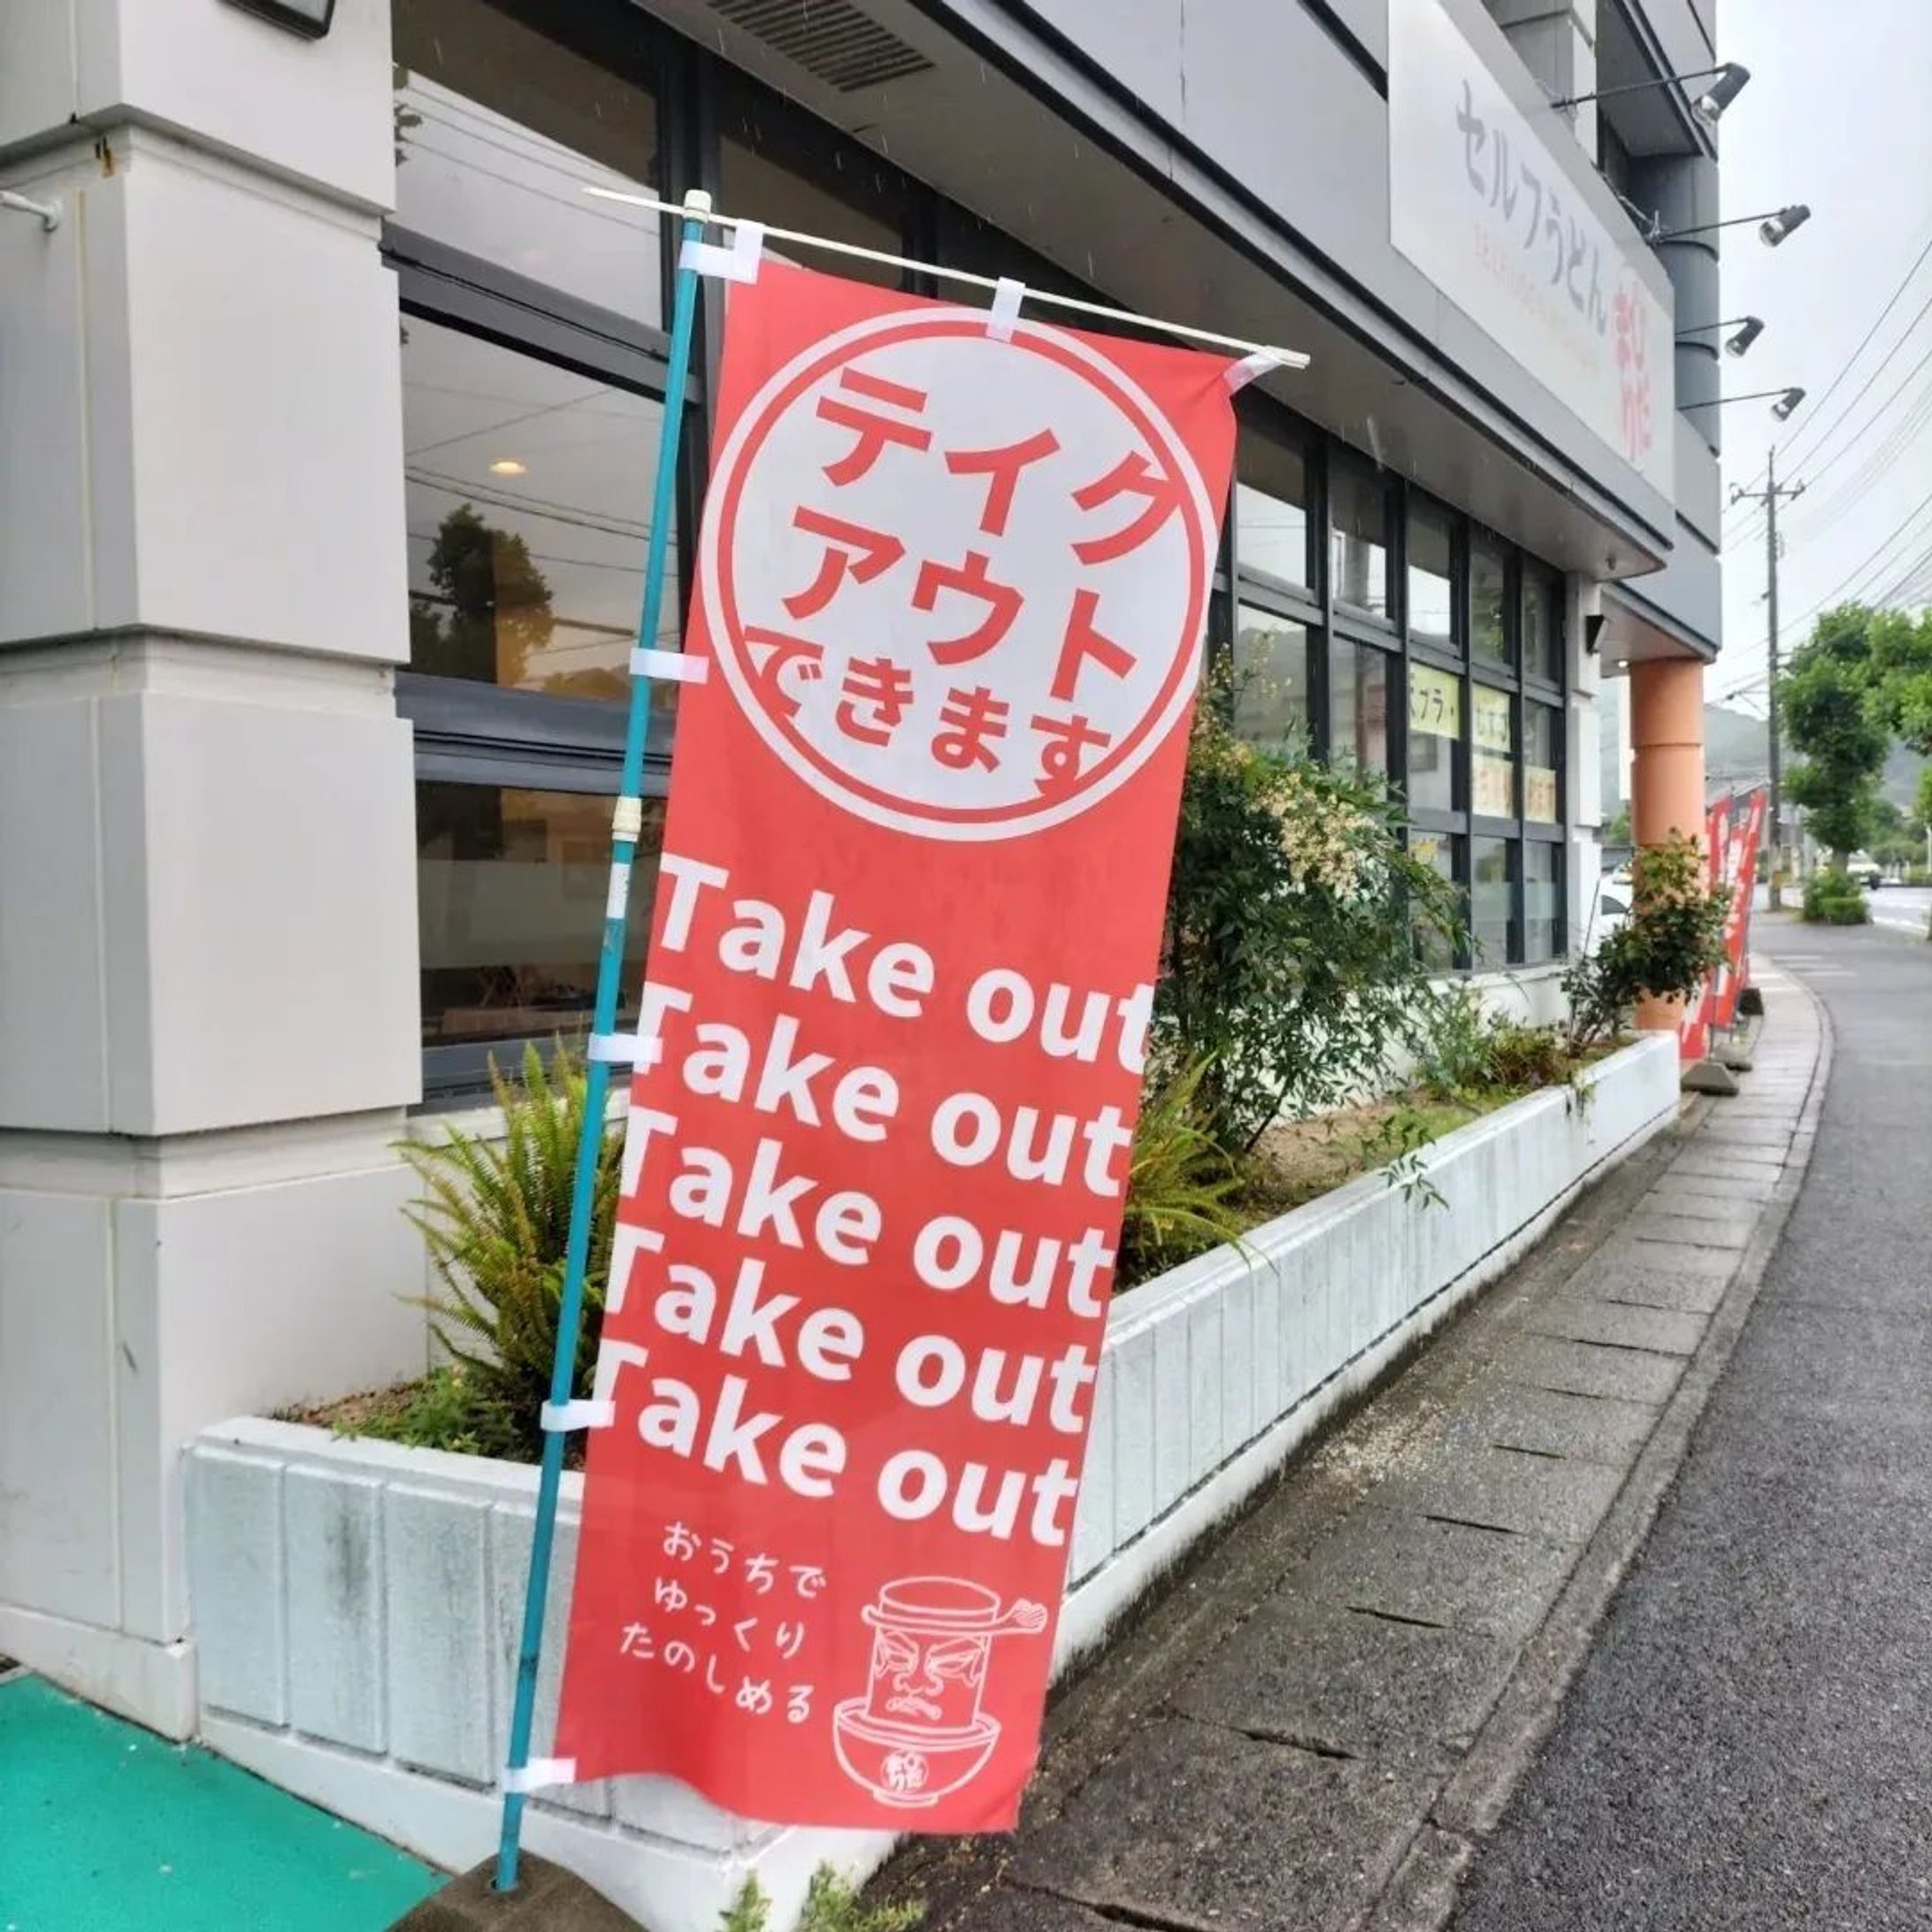 セルフうどん
テイク
アウト
できます
Take out
Take out
Take out
Take out
Take out
おうちで
ゆっくり
たのしめる